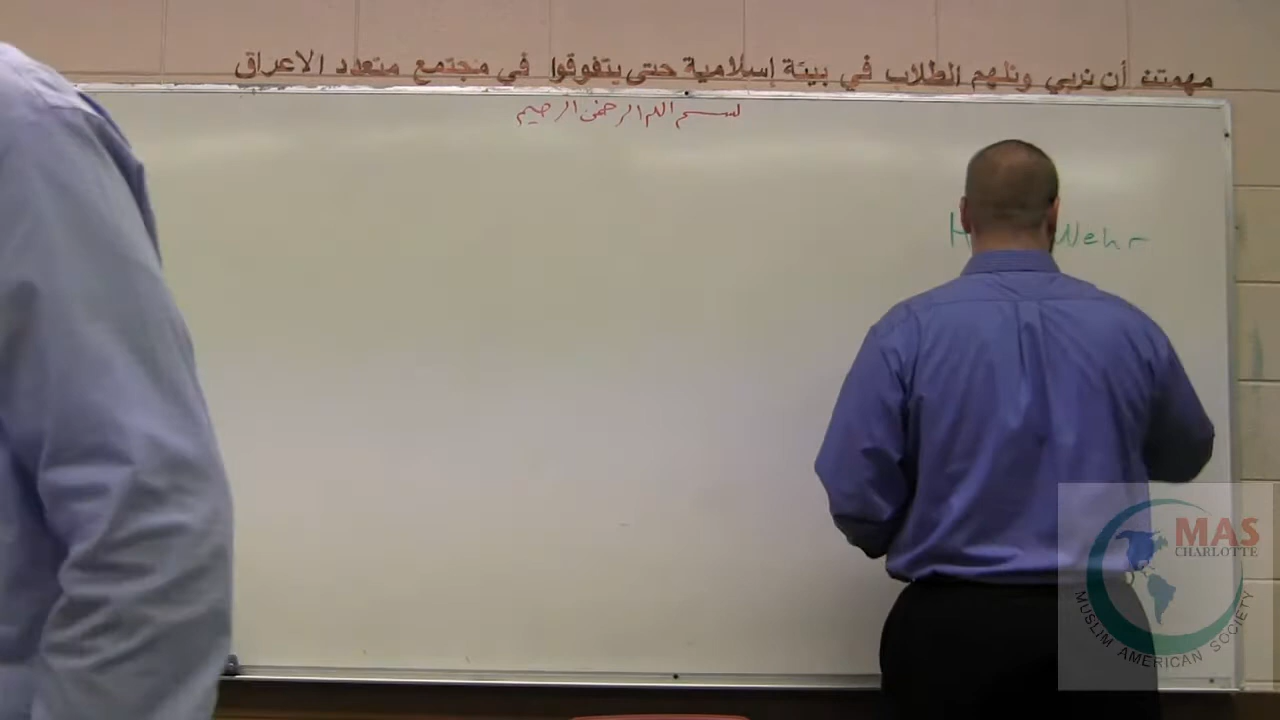 مهمتنا أن نربي ونلهم الطلاب في بيئة إسلامية حتى يتفوقوا في مجتمع متعدد الاعراق
بسم الله الرحمن الرحيم
H Wehr
MAS
CHARLOTTE
MUSLIM AMERICAN SOCIETY